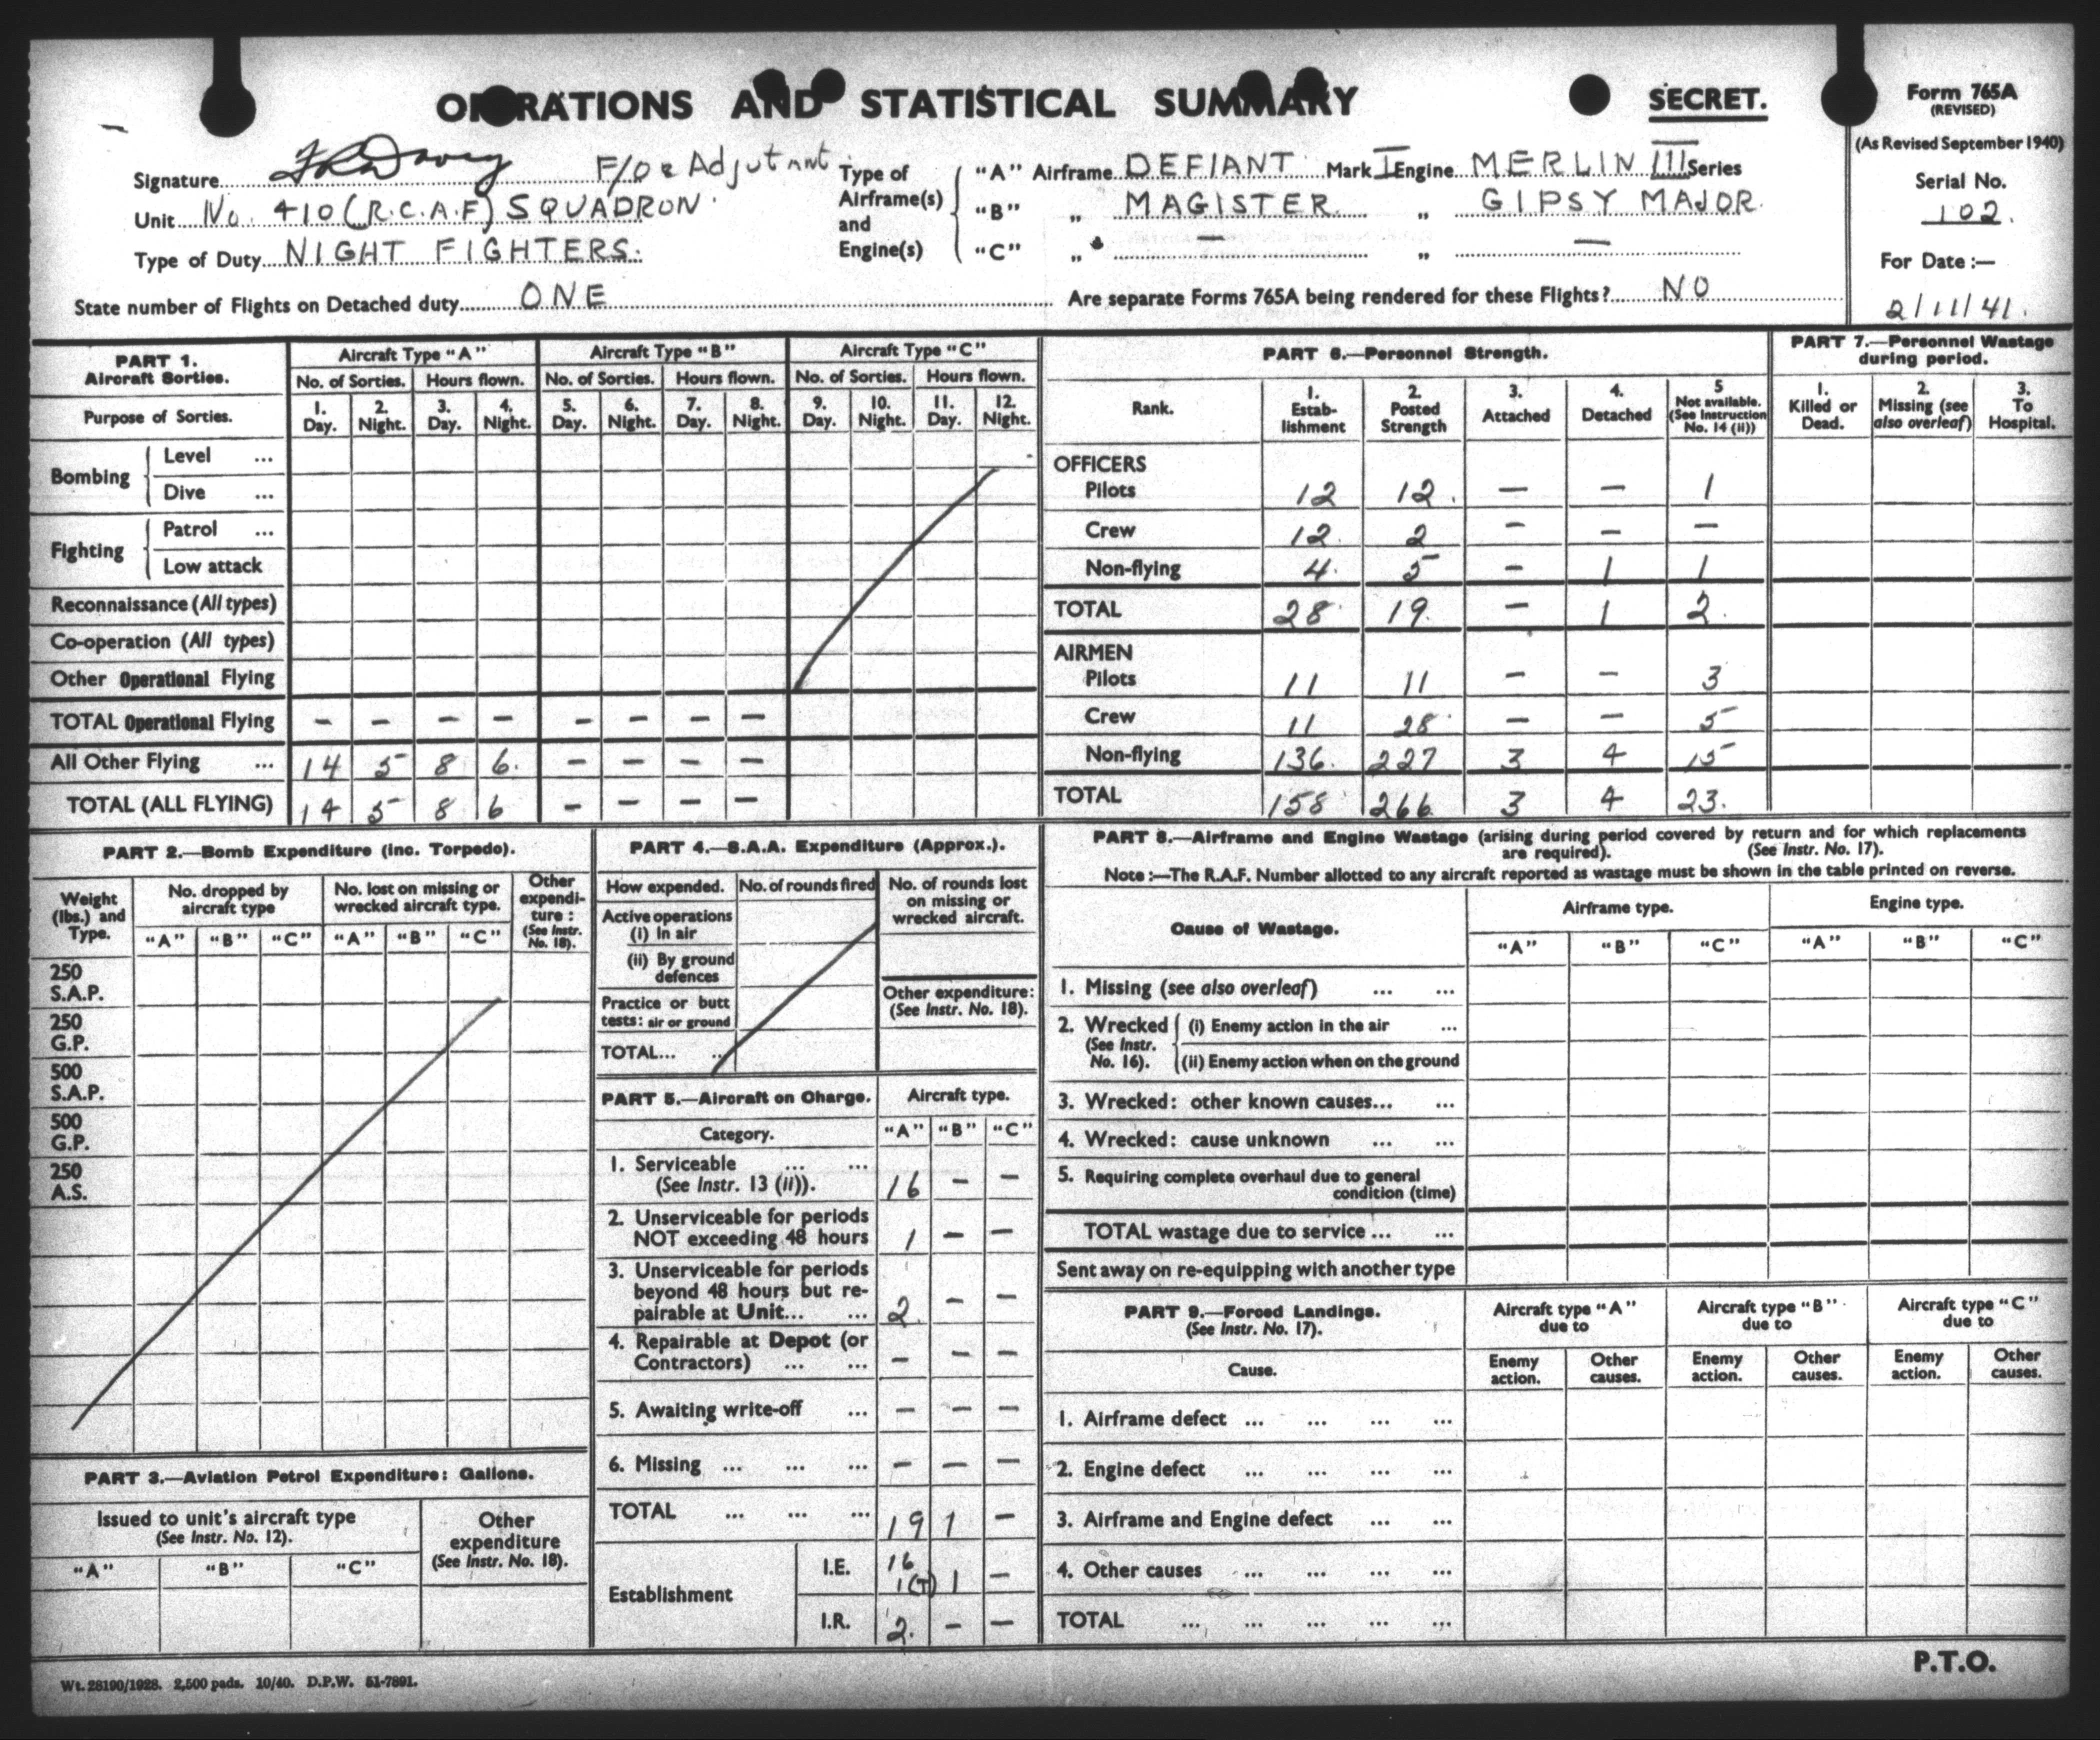 OPERATIONS AND STATISTICAL SUMMARY
SECRET.
Form 765A
(REVISED)
(As Revised September 1940)
Serial No.
102.
For Date :—
2/11/41.
Signature F/O & Adjutant
Unit No. 410 (R.C.A.F) SQUADRON.
Type of Duty NIGHT FIGHTERS.
Type of Airframe(s) and Engine(s)
"A" Airframe DEFIANT Mark I Engine MERLIN III Series
"B" „ MAGISTER „ GIPSY MAJOR.
"C" „ — „ —
State number of Flights on Detached duty ONE
Are separate Forms 765A being rendered for these Flights? NO
PART 1.
Aircraft Sorties.
Aircraft Type "A" Aircraft Type "B" Aircraft Type "C"
No. of Sorties. Hours flown. No. of Sorties. Hours flown. No. of Sorties. Hours flown.
Purpose of Sorties.
1. Day. 2. Night. 3. Day. 4. Night. 5. Day. 6. Night. 7. Day. 8. Night. 9. Day. 10. Night. 11. Day. 12. Night.
Bombing
Level ...
Dive ...
Fighting
Patrol ...
Low attack
Reconnaissance (All types)
Co-operation (All types)
Other Operational Flying
TOTAL Operational Flying — — — — — — — —
All Other Flying ... 14 5 8 6. — — — —
TOTAL (ALL FLYING) 14 5 8 6 — — — —
PART 6.—Personnel Strength.
Rank. 1. Establishment 2. Posted Strength 3. Attached 4. Detached 5 Not available. (See Instruction No. 14 (ii))
OFFICERS
Pilots 12 12. — — 1
Crew 12. 2 — — —
Non-flying 4. 5 — 1 1
TOTAL 28 19. — 1 2.
AIRMEN
Pilots 11 11 — — 3
Crew 11 28 — — 5
Non-flying 136. 227 3 4 15
TOTAL 158 266. 3 4 23.
PART 7.—Personnel Wastage
during period.
1. Killed or Dead. 2. Missing (see also overleaf) 3. To Hospital.
PART 2.—Bomb Expenditure (inc. Torpedo).
Weight (lbs.) and Type.
No. dropped by aircraft type
No. lost on missing or wrecked aircraft type.
Other expenditure : (See Instr. No. 18).
"A" "B" "C" "A" "B" "C"
250
S.A.P.
250
G.P.
500
S.A.P.
500
G.P.
250
A.S.
PART 3.—Aviation Petrol Expenditure: Gallons.
Issued to unit's aircraft type
(See Instr. No. 12).
Other expenditure
(See Instr. No. 18).
"A" "B" "C"
PART 4.—S.A.A. Expenditure (Approx.).
How expended. No. of rounds fired No. of rounds lost on missing or wrecked aircraft.
Active operations
(i) In air
(ii) By ground defences
Practice or butt
tests: air or ground
TOTAL... ..
Other expenditure:
(See Instr. No. 18).
PART 5.—Aircraft on Charge. Aircraft type.
Category. "A" "B" "C"
1. Serviceable ... ...
(See Instr. 13 (ii)). 16 — —
2. Unserviceable for periods
NOT exceeding 48 hours 1 — —
3. Unserviceable for periods
beyond 48 hours but re-
pairable at Unit... ... 2. — —
4. Repairable at Depot (or
Contractors) ... ... — — —
5. Awaiting write-off ... — — —
6. Missing ... ... ... — — —
TOTAL ... ... ... 19 1 —
Establishment
I.E. 16 1(T) 1 —
I.R. 2. — —
PART 8.—Airframe and Engine Wastage (arising during period covered by return and for which replacements
are required). (See Instr. No. 17).
Note :—The R.A.F. Number allotted to any aircraft reported as wastage must be shown in the table printed on reverse.
Cause of Wastage. Airframe type. Engine type.
"A" "B" "C" "A" "B" "C"
1. Missing (see also overleaf) ... ...
2. Wrecked (See Instr. No. 16).
(i) Enemy action in the air ...
(ii) Enemy action when on the ground
3. Wrecked: other known causes... ...
4. Wrecked: cause unknown ... ...
5. Requiring complete overhaul due to general
condition (time)
TOTAL wastage due to service ... ...
Sent away on re-equipping with another type
PART 9.—Forced Landings.
(See Instr. No. 17).
Aircraft type "A" due to Aircraft type "B" due to Aircraft type "C" due to
Cause. Enemy action. Other causes. Enemy action. Other causes. Enemy action. Other causes.
1. Airframe defect ... ... ... ...
2. Engine defect ... ... ... ...
3. Airframe and Engine defect ... ...
4. Other causes ... ... ... ...
TOTAL ... ... ... ... ...
P.T.O.
Wt. 28190/1928. 2,500 pads. 10/40. D.P.W. 51-7891.